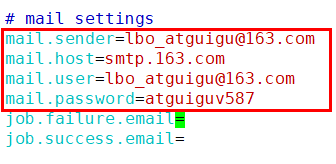 # mail settings
mail.sender=lbo_atguigu@163.com
mail.host=smtp.163.com
mail.user=lbo_atguigu@163.com
mail.password=atguiguv587
job.failure.email=
job.success.email=